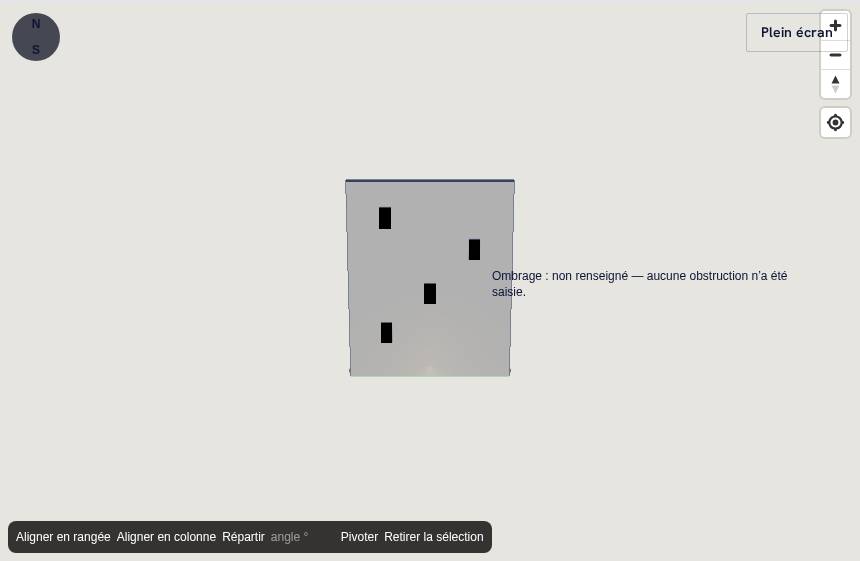 N
S
Plein écran
Ombrage : non renseigné — aucune obstruction n’a été
saisie.
Aligner en rangée Aligner en colonne Répartir angle ° Pivoter Retirer la sélection